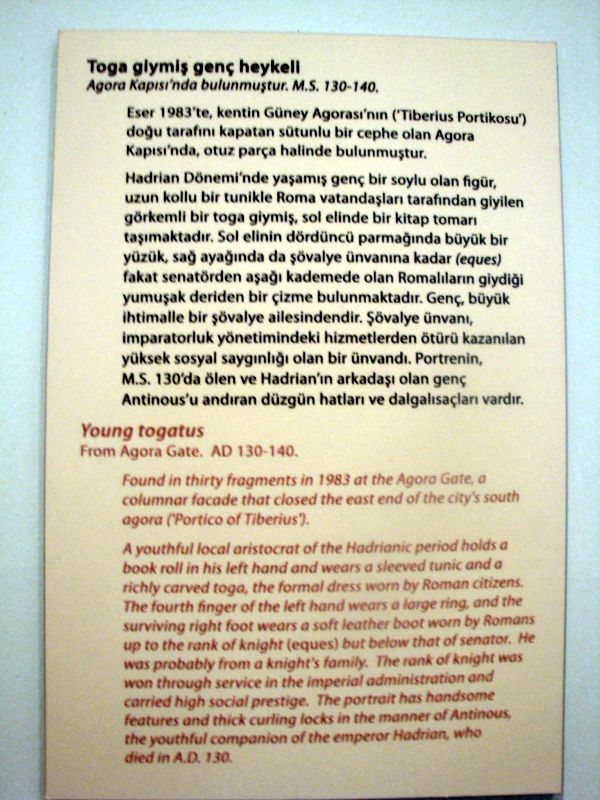 Toga giymiş genç heykeli
Agora Kapısı'nda bulunmuştur. M.S. 130-140.
Eser 1983'te, kentin Güney Agorası'nın ('Tiberius Portikosu')
doğu tarafını kapatan sütunlu bir cephe olan Agora
Kapısı'nda, otuz parça halinde bulunmuştur.
Hadrian Dönemi'nde yaşamış genç bir soylu olan figür,
uzun kollu bir tunikle Roma vatandaşları tarafından giyilen
görkemli bir toga giymiş, sol elinde bir kitap tomarı
taşımaktadır. Sol elinin dördüncü parmağında büyük bir
yüzük, sağ ayağında da şövalye ünvanına kadar (eques)
fakat senatörden aşağı kademede olan Romalıların giydiği
yumuşak deriden bir çizme bulunmaktadır. Genç, büyük
ihtimalle bir şövalye ailesindendir. Şövalye ünvanı,
imparatorluk yönetimindeki hizmetlerden ötürü kazanılan
yüksek sosyal saygınlığı olan bir ünvandı. Portrenin,
M.S. 130'da ölen ve Hadrian'ın arkadaşı olan genç
Antinous'u andıran düzgün hatları ve dalgalısaçları vardır.
Young togatus
From Agora Gate. AD 130-140.
Found in thirty fragments in 1983 at the Agora Gate, a
columnar facade that closed the east end of the city's south
agora ('Portico of Tiberius').
A youthful local aristocrat of the Hadrianic period holds a
book roll in his left hand and wears a sleeved tunic and a
richly carved toga, the formal dress worn by Roman citizens.
The fourth finger of the left hand wears a large ring, and the
surviving right foot wears a soft leather boot worn by Romans
up to the rank of knight (eques) but below that of senator. He
was probably from a knight's family. The rank of knight was
won through service in the imperial administration and
carried high social prestige. The portrait has handsome
features and thick curling locks in the manner of Antinous,
the youthful companion of the emperor Hadrian, who
died in A.D. 130.